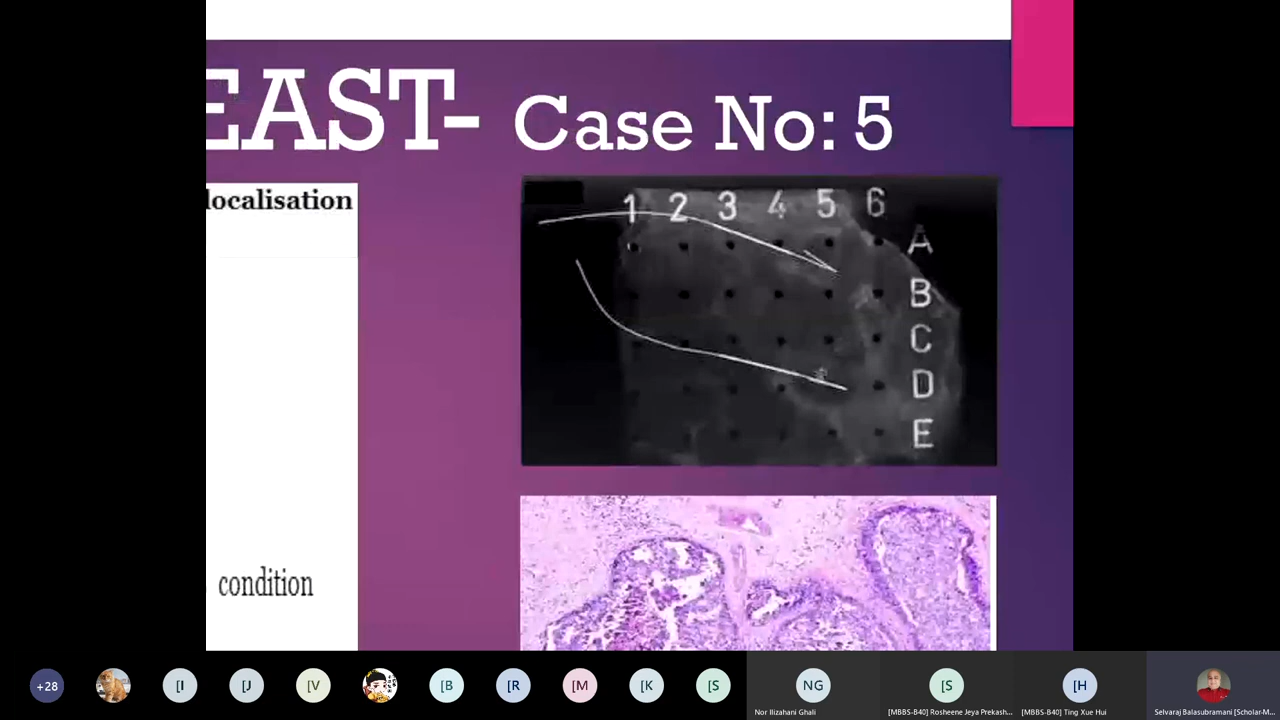 EAST- Case No: 5
localisation
1 2 3 4 5 6
A
B
C
D
E
condition
+28
[I
[J
[V
[B
[R
[M
[K
[S
NG
[S
[H
Nor Ilizahani Ghali
[MBBS-B40] Rosheene Jeya Prekash...
[MBBS-B40] Ting Xue Hui
Selvaraj Balasubramani [Scholar-M...